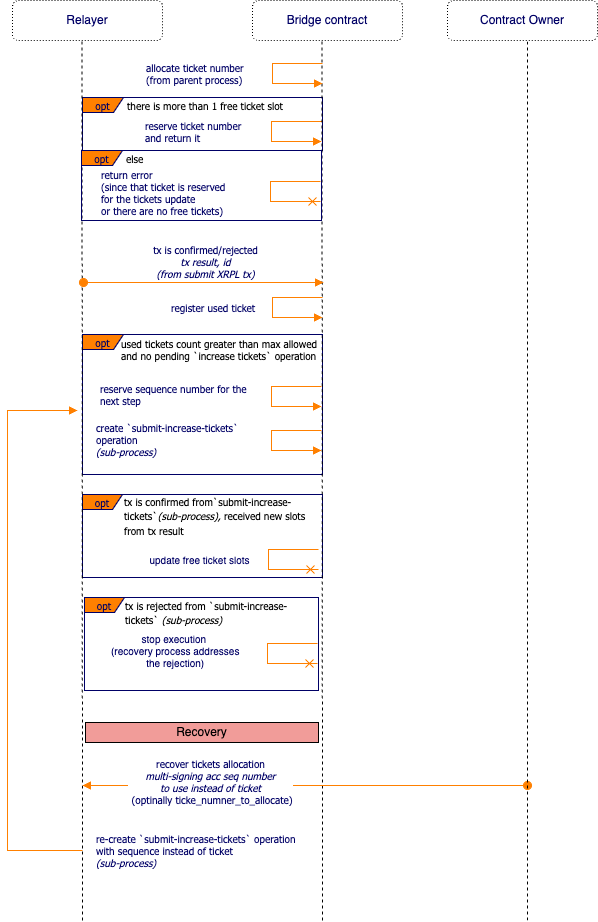 Relayer
Bridge contract
Contract Owner
allocate ticket number
(from parent process)
opt
there is more than 1 free ticket slot
reserve ticket number
and return it
opt
else
return error
(since that ticket is reserved
for the tickets update
or there are no free tickets)
tx is confirmed/rejected
tx result, id
(from submit XRPL tx)
register used ticket
opt
used tickets count greater than max allowed
and no pending `increase tickets` operation
reserve sequence number for the
next step
create `submit-increase-tickets`
operation
(sub-process)
opt
tx is confirmed from`submit-increase-
tickets` (sub-process), received new slots
from tx result
update free ticket slots
opt
tx is rejected from `submit-increase-
tickets` (sub-process)
stop execution
(recovery process addresses
the rejection)
Recovery
recover tickets allocation
multi-signing acc seq number
to use instead of ticket
(optinally ticke_numner_to_allocate)
re-create `submit-increase-tickets` operation
with sequence instead of ticket
(sub-process)